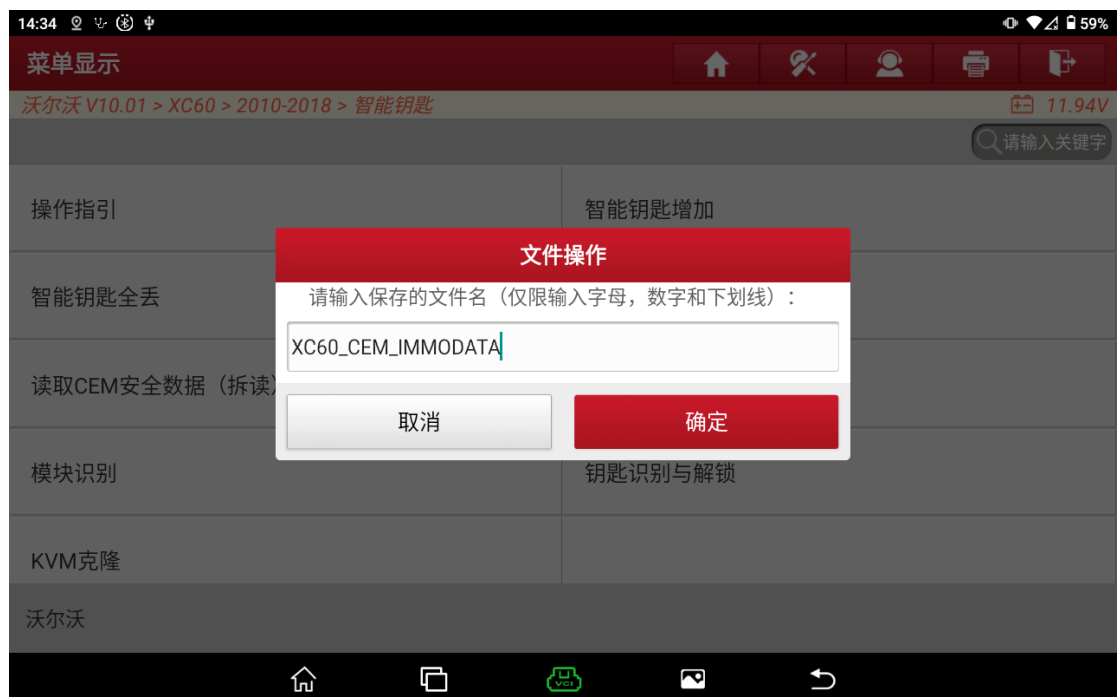 14:34 59%
菜单显示
沃尔沃 V10.01 > XC60 > 2010-2018 > 智能钥匙 11.94V
请输入关键字
操作指引 智能钥匙增加
文件操作
智能钥匙全丢
请输入保存的文件名（仅限输入字母，数字和下划线）:
XC60_CEM_IMMODATA
读取CEM安全数据（拆读）
取消 确定
模块识别 钥匙识别与解锁
KVM克隆
沃尔沃
VCI